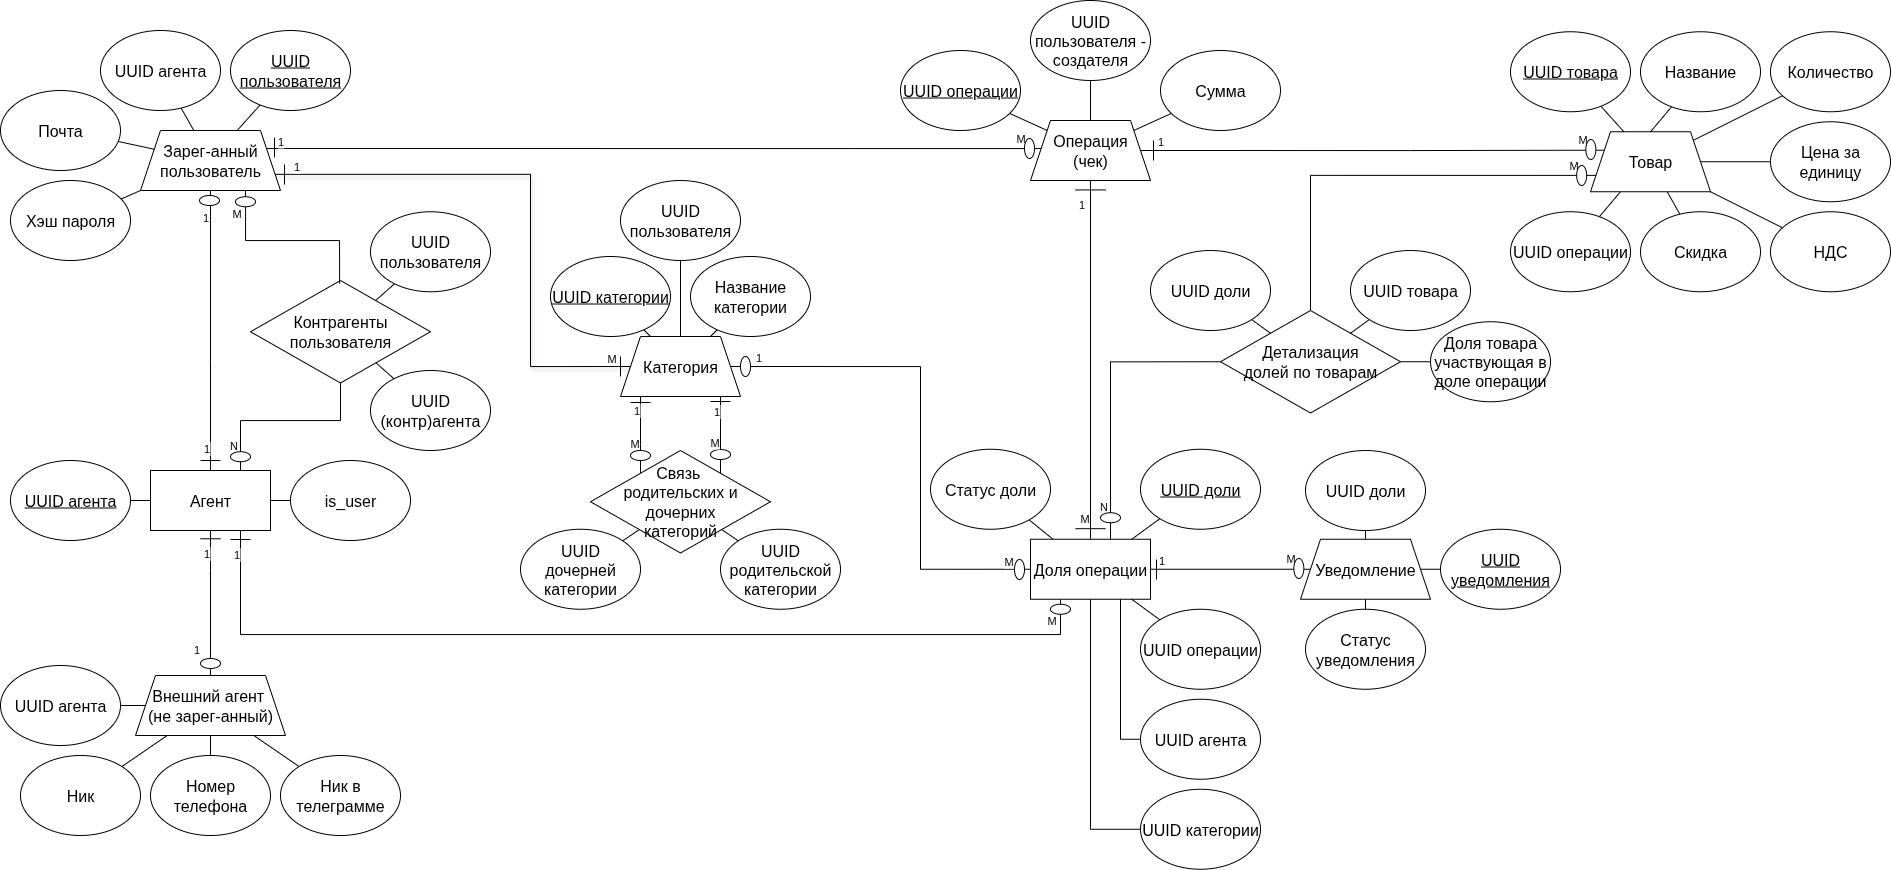 UUID агента
UUID
пользователя
Почта
Хэш пароля
Зарег-анный
пользователь
1
1
1
M
UUID
пользователя -
создателя
UUID операции
Сумма
Операция
(чек)
M
1
1
UUID товара
Название
Количество
Товар
Цена за
единицу
M
M
UUID операции
Скидка
НДС
UUID
пользователя
Контрагенты
пользователя
UUID
(контр)агента
1
N
UUID
пользователя
UUID категории
Название
категории
Категория
M
1
1
1
M
M
Связь
родительских и
дочерних
категорий
UUID
дочерней
категории
UUID
родительской
категории
UUID доли
UUID товара
Детализация
долей по товарам
Доля товара
участвующая в
доле операции
UUID агента
Агент
is_user
1
1
Статус доли
UUID доли
M
N
Доля операции
M
1
M
UUID доли
M
Уведомление
UUID
уведомления
Статус
уведомления
UUID операции
UUID агента
UUID категории
1
UUID агента
Внешний агент
(не зарег-анный)
Ник
Номер
телефона
Ник в
телеграмме